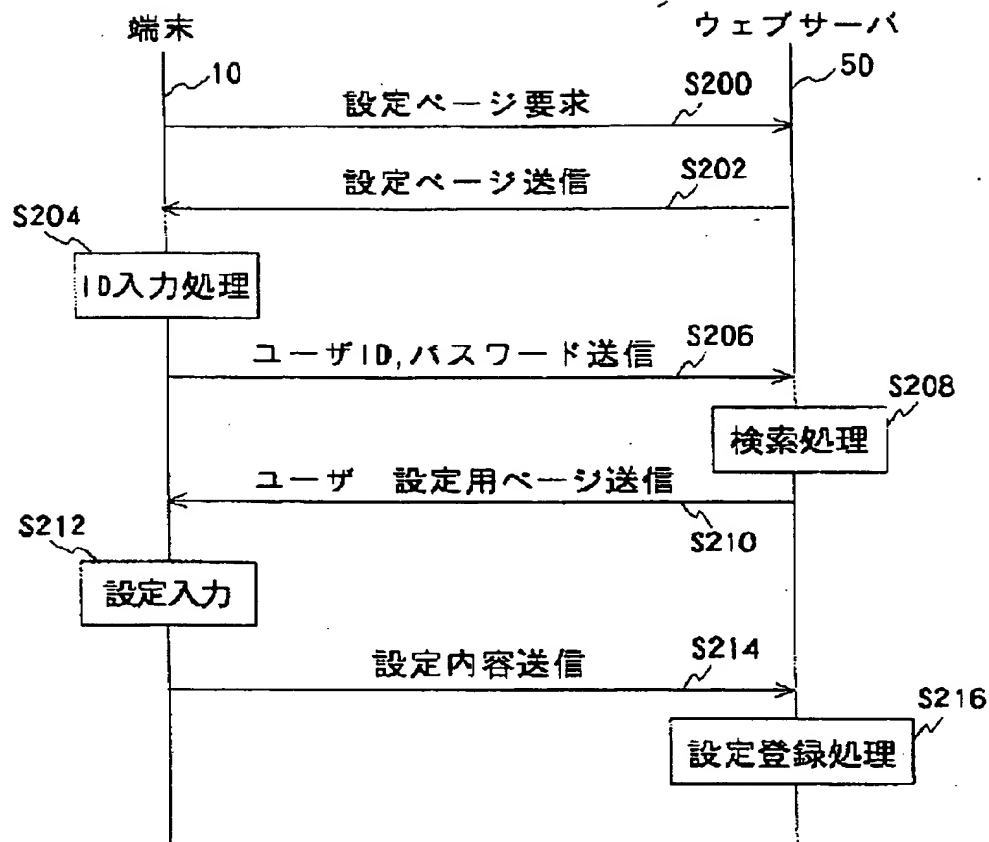 端末
ウェブサーバ
10
50
設定ページ要求
S200
設定ページ送信
S202
S204
ID入力処理
ユーザID,パスワード送信
S206
S208
検索処理
ユーザ 設定用ページ送信
S210
S212
設定入力
設定内容送信
S214
S216
設定登録処理